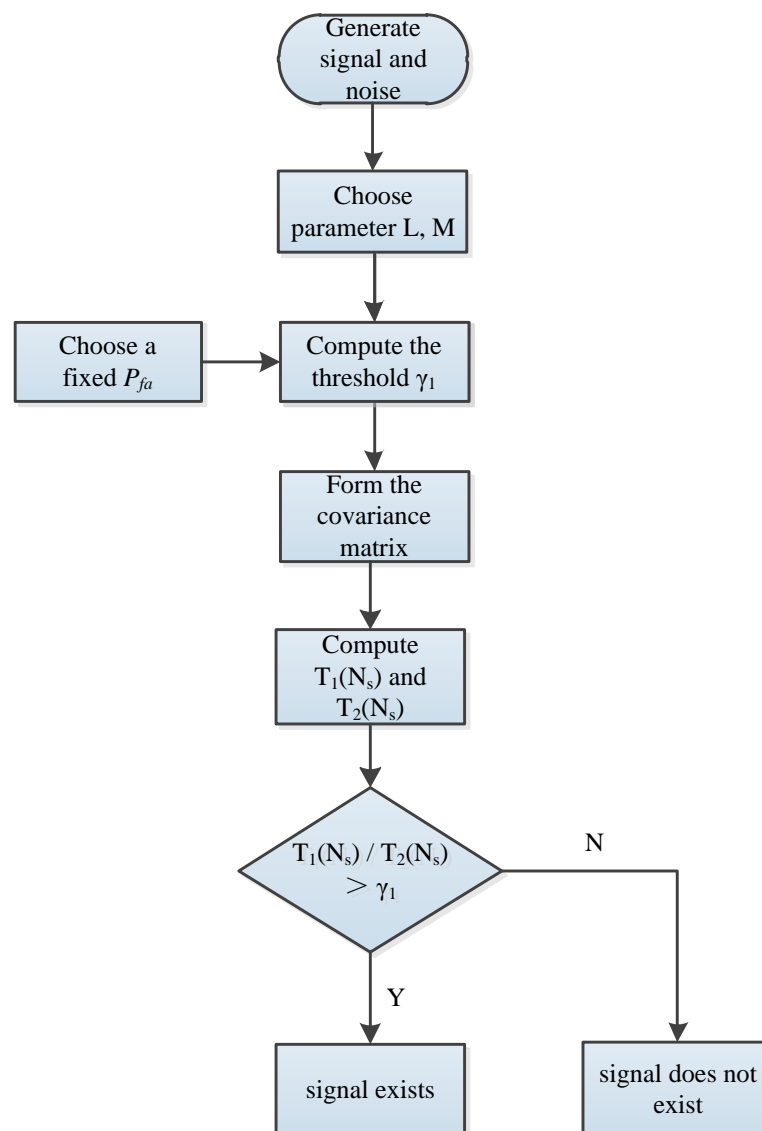 Generate
signal and
noise
Choose
parameter L, M
Choose a
fixed P_fa
Compute the
threshold γ₁
Form the
covariance
matrix
Compute
T₁(Nₛ) and
T₂(Nₛ)
T₁(Nₛ) / T₂(Nₛ)
> γ₁
N
Y
signal exists
signal does not
exist